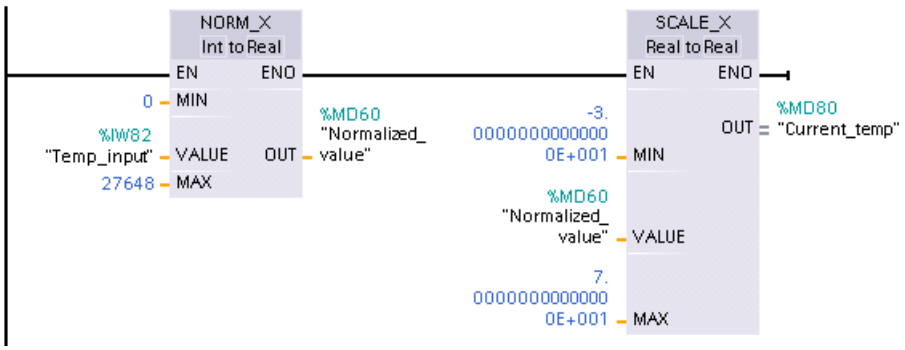 NORM_X
Int to Real
EN ENO
0 MIN
%IW82
"Temp_input" VALUE
27648 MAX
OUT
%MD60
"Normalized_
value"
SCALE_X
Real to Real
EN ENO
-3.
0000000000000
0E+001 MIN
%MD60
"Normalized_
value" VALUE
7.
0000000000000
0E+001 MAX
OUT
%MD80
"Current_temp"